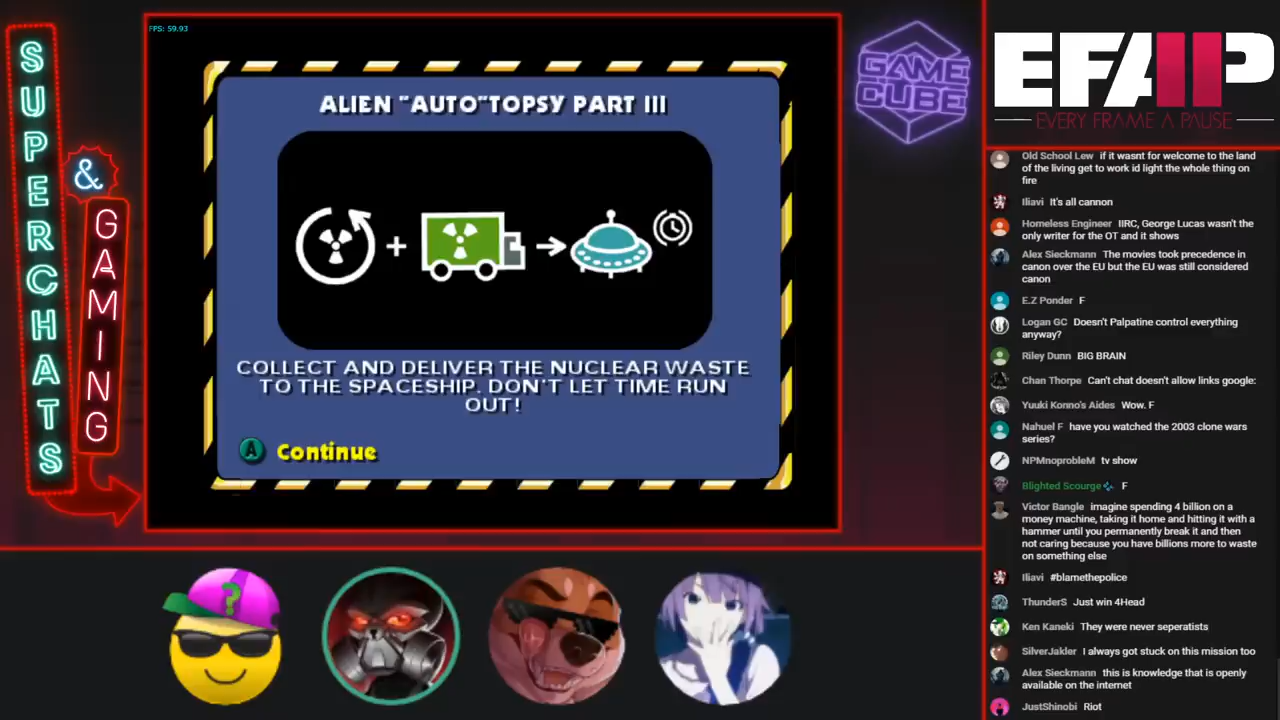 SUPERCHATS
&
GAMING
FPS: 59.93
ALIEN "AUTO"TOPSY PART III
COLLECT AND DELIVER THE NUCLEAR WASTE
TO THE SPACESHIP. DON'T LET TIME RUN
OUT!
A Continue
GAME
CUBE
EFAP
EVERY FRAME A PAUSE
Old School Lew if it wasnt for welcome to the land
of the living get to work id light the whole thing on
fire
Iliavi It's all cannon
Homeless Engineer IIRC, George Lucas wasn't the
only writer for the OT and it shows
Alex Sieckmann The movies took precedence in
canon over the EU but the EU was still considered
canon
E.Z Ponder F
Logan GC Doesn't Palpatine control everything
anyway?
Riley Dunn BIG BRAIN
Chan Thorpe Can't chat doesn't allow links google:
Yuuki Konno's Aides Wow. F
Nahuel F have you watched the 2003 clone wars
series?
NPMnoprobleM tv show
Blighted Scourge F
Victor Bangle imagine spending 4 billion on a
money machine, taking it home and hitting it with a
hammer until you permanently break it and then
not caring because you have billions more to waste
on something else
Iliavi #blamethepolice
ThunderS Just win 4Head
Ken Kaneki They were never seperatists
SilverJakler I always got stuck on this mission too
Alex Sieckmann this is knowledge that is openly
available on the internet
JustShinobi Riot
?